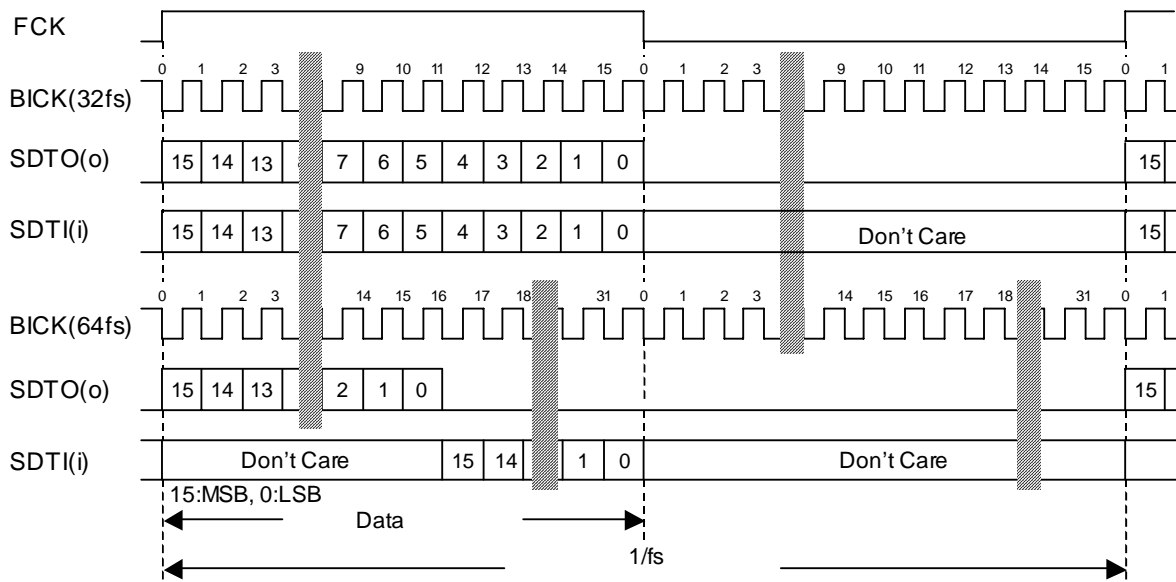 FCK
0 1 2 3 9 10 11 12 13 14 15 0 1 2 3 9 10 11 12 13 14 15 0 1
BICK(32fs)
SDTO(o) 15 14 13 7 6 5 4 3 2 1 0 15
SDTI(i) 15 14 13 7 6 5 4 3 2 1 0 Don't Care 15
0 1 2 3 14 15 16 17 18 31 0 1 2 3 14 15 16 17 18 31 0 1
BICK(64fs)
SDTO(o) 15 14 13 2 1 0 15
SDTI(i) Don't Care 15 14 1 0 Don't Care
15:MSB, 0:LSB
Data
1/fs